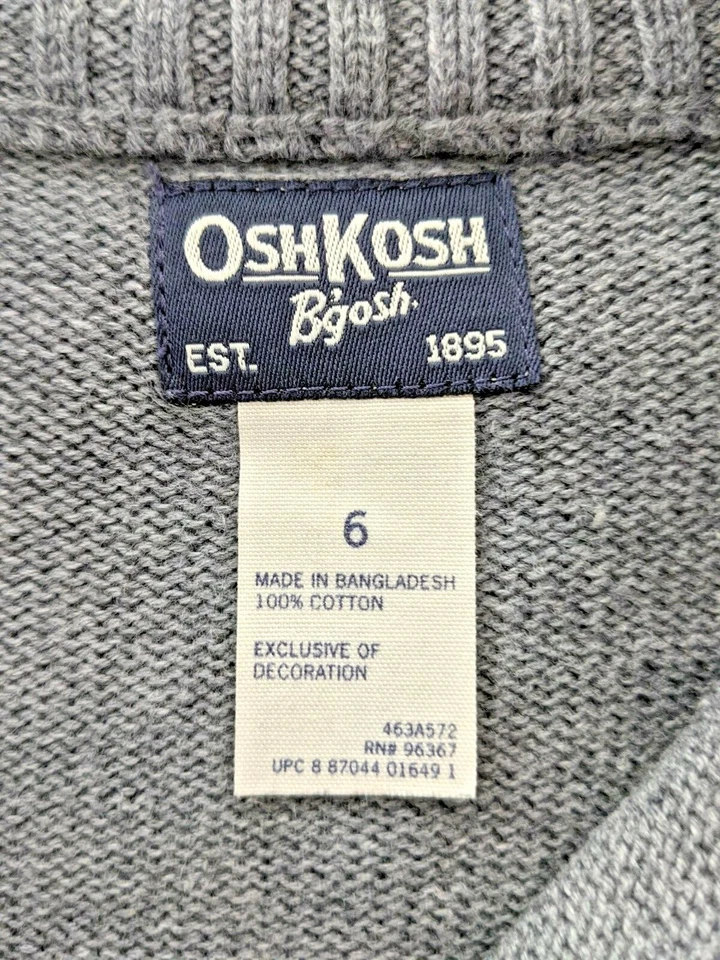 OSHKOSH
B'gosh.
EST. 1895
6
MADE IN BANGLADESH
100% COTTON
EXCLUSIVE OF
DECORATION
463A572
RN# 96367
UPC 8 87044 01649 1